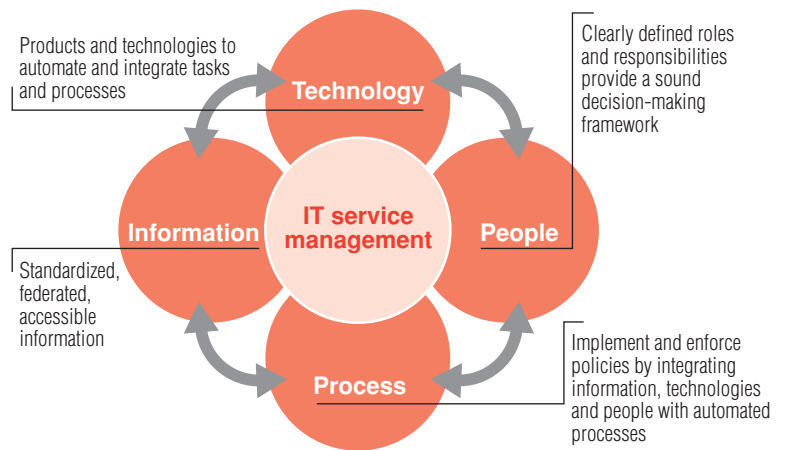 Products and technologies to
automate and integrate tasks
and processes
Technology
Clearly defined roles
and responsibilities
provide a sound
decision-making
framework
Information
IT service
management
People
Standardized,
federated,
accessible
information
Process
Implement and enforce
policies by integrating
information, technologies
and people with automated
processes